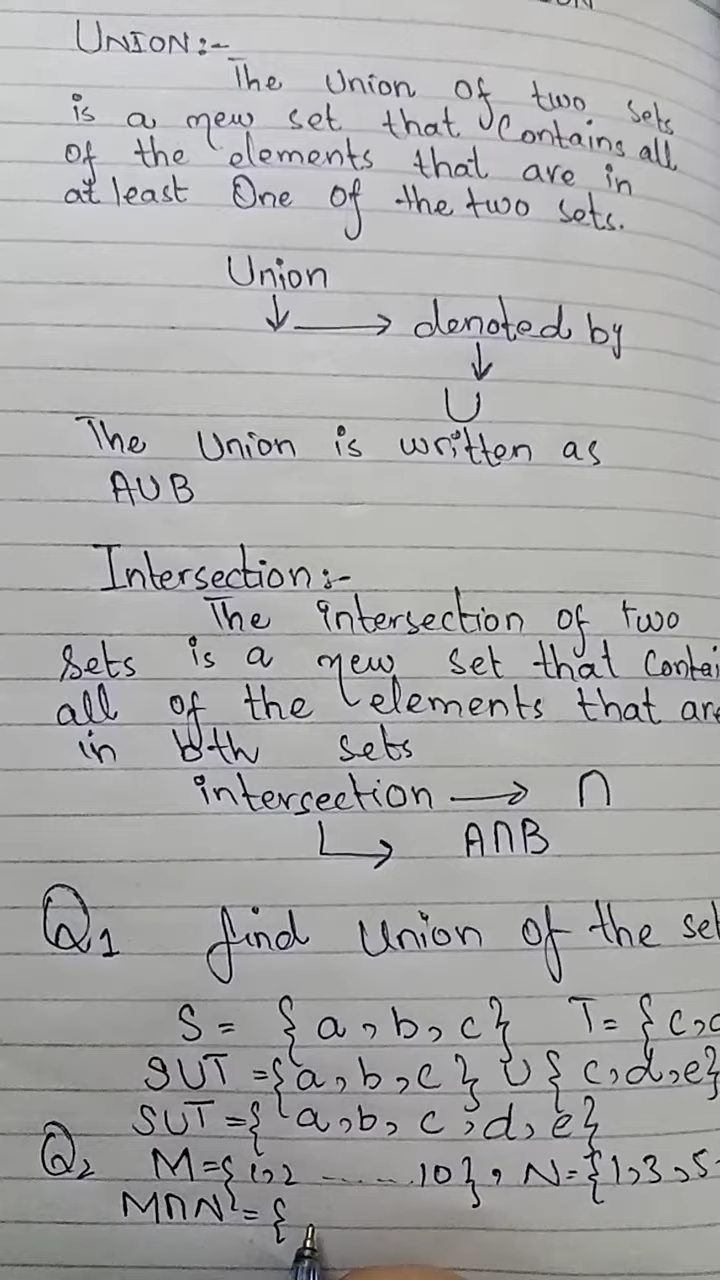 UNION:-
The Union of two sets
is a new set that Contains all
of the elements that are in
at least One of the two sets.
Union
↓ → denoted by
↓
U
The Union is written as
A∪B
Intersection:-
The intersection of two
Sets is a new set that Contai
all of the elements that are
in both sets
intersection → ∩
↳ A∩B
Q1 find Union of the set
S = {a, b, c} T = {c, d
S∪T = {a, b, c} ∪ {c, d, e}
S∪T = {a, b, c, d, e}
Q2 M = {1, 2 ...... 10}, N = {1, 3, 5
M∩N = {